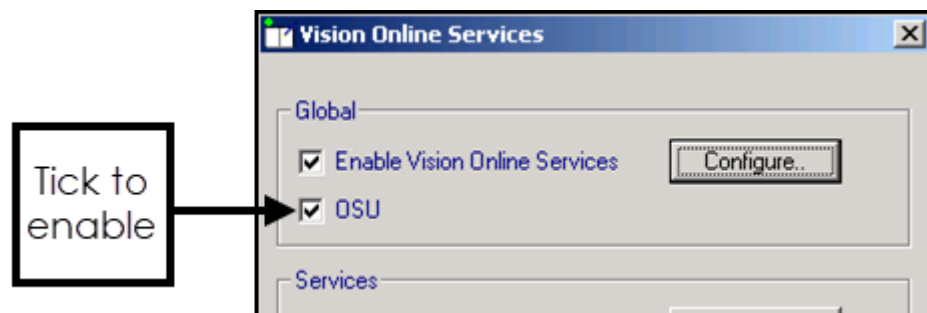 Vision Online Services
Global
Enable Vision Online Services
Configure..
Tick to
enable
OSU
Services